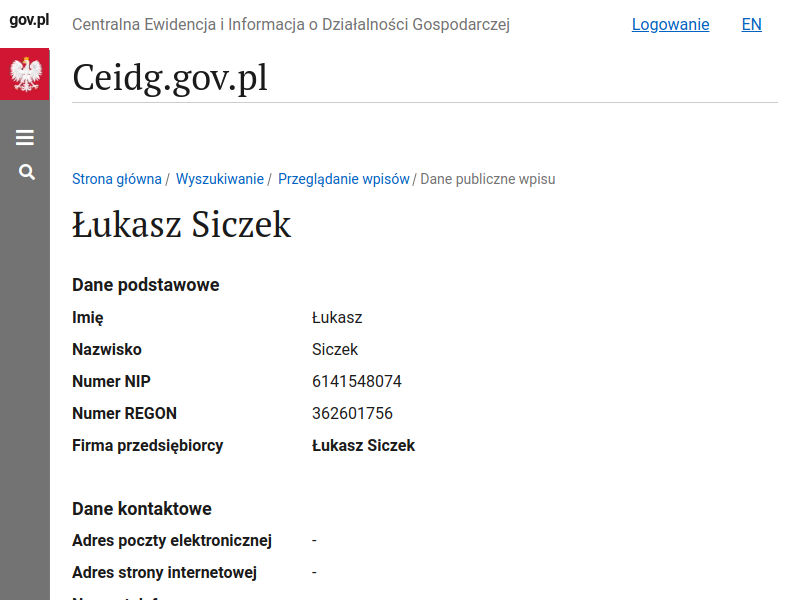 gov.pl
Centralna Ewidencja i Informacja o Działalności Gospodarczej
Logowanie
EN
Ceidg.gov.pl
Strona główna / Wyszukiwanie / Przeglądanie wpisów / Dane publiczne wpisu
Łukasz Siczek
Dane podstawowe
Imię Łukasz
Nazwisko Siczek
Numer NIP 6141548074
Numer REGON 362601756
Firma przedsiębiorcy Łukasz Siczek
Dane kontaktowe
Adres poczty elektronicznej -
Adres strony internetowej -